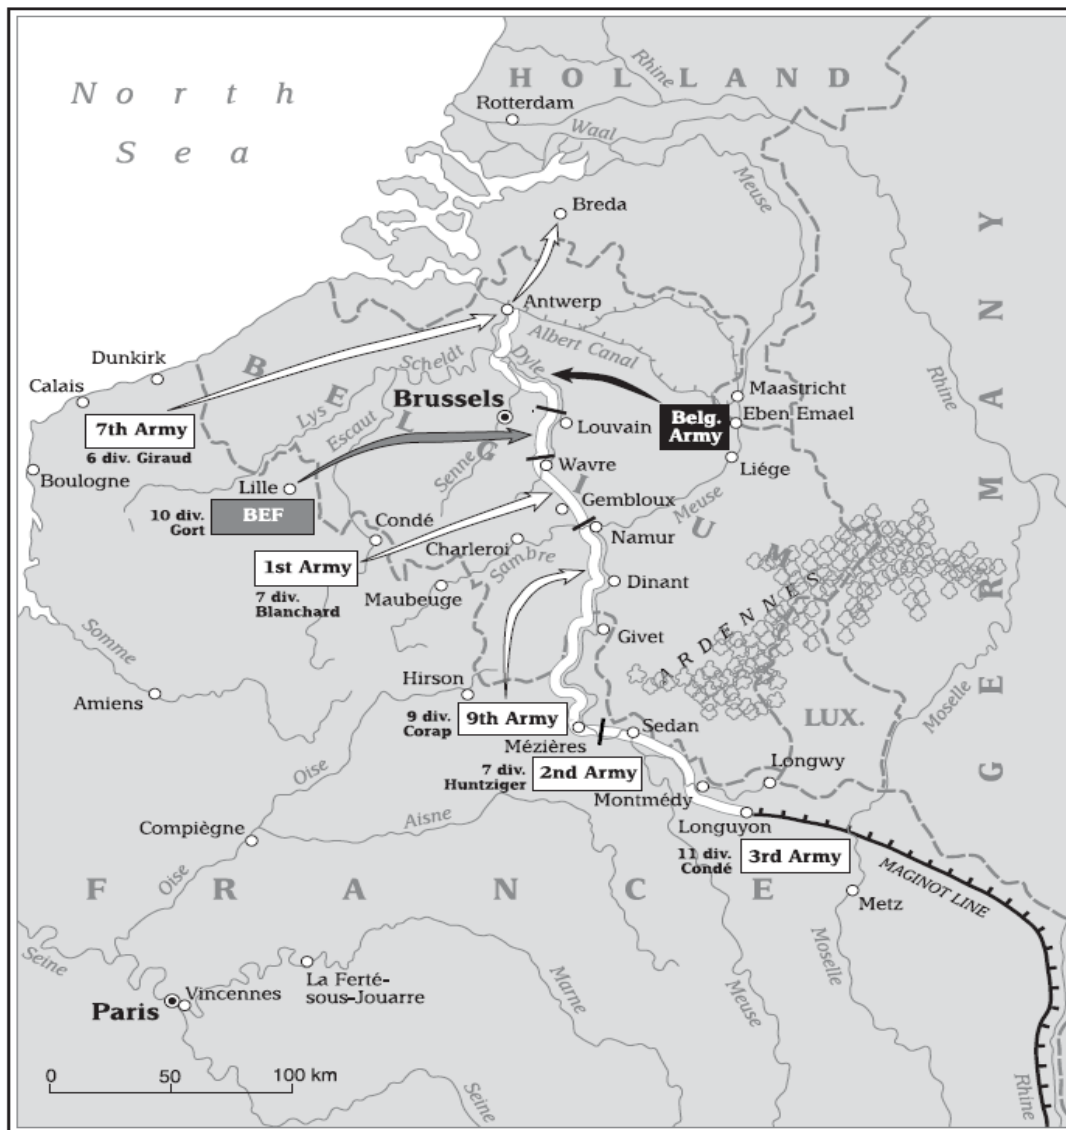 HOLLAND
Rhine
North
Sea
Rotterdam
Waal
Meuse
Breda
GERMANY
Antwerp
Albert Canal
Dunkirk
Scheldt
Dyle
Rhine
Calais
BELGIUM
Maastricht
Lys
Brussels
Belg.
Army
Eben Emael
7th Army
6 div. Giraud
Escaut
Louvain
Boulogne
Senne
Wavre
Liége
Lille
10 div.
Gort
BEF
Gembloux
Meuse
Condé
Charleroi
Namur
1st Army
7 div.
Blanchard
Sambre
Maubeuge
Dinant
ARDENNES
Givet
Somme
Hirson
Amiens
Moselle
9 div.
Corap
9th Army
LUX.
Sedan
Mézières
7 div.
Huntziger
2nd Army
Longwy
Oise
Montmédy
Aisne
Longuyon
Compiègne
11 div.
Condé
3rd Army
MAGINOT LINE
Oise
FRANCE
Metz
Seine
Moselle
La Ferté-
sous-Jouarre
Vincennes
Paris
Marne
Meuse
0 50 100 km
Seine
Rhine